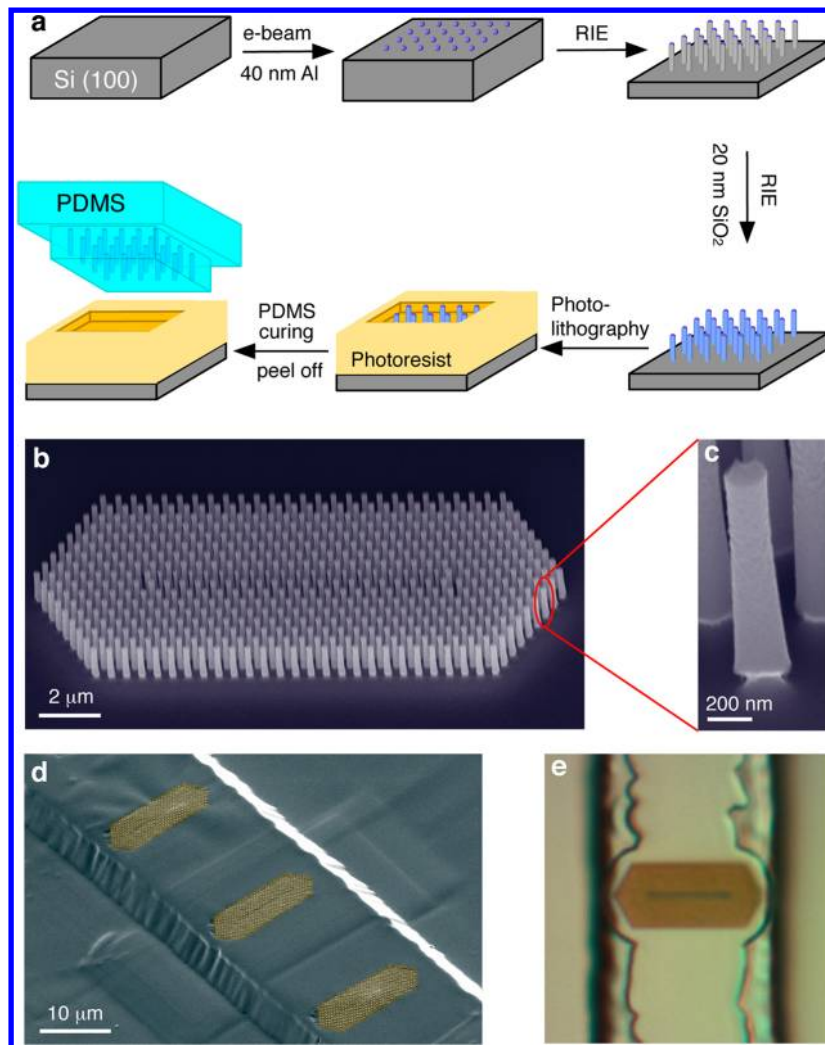 a
Si (100)
e-beam
40 nm Al
RIE
RIE
20 nm SiO₂
PDMS
PDMS
curing
peel off
Photoresist
Photo-
lithography
b
2 μm
c
200 nm
d
10 μm
e